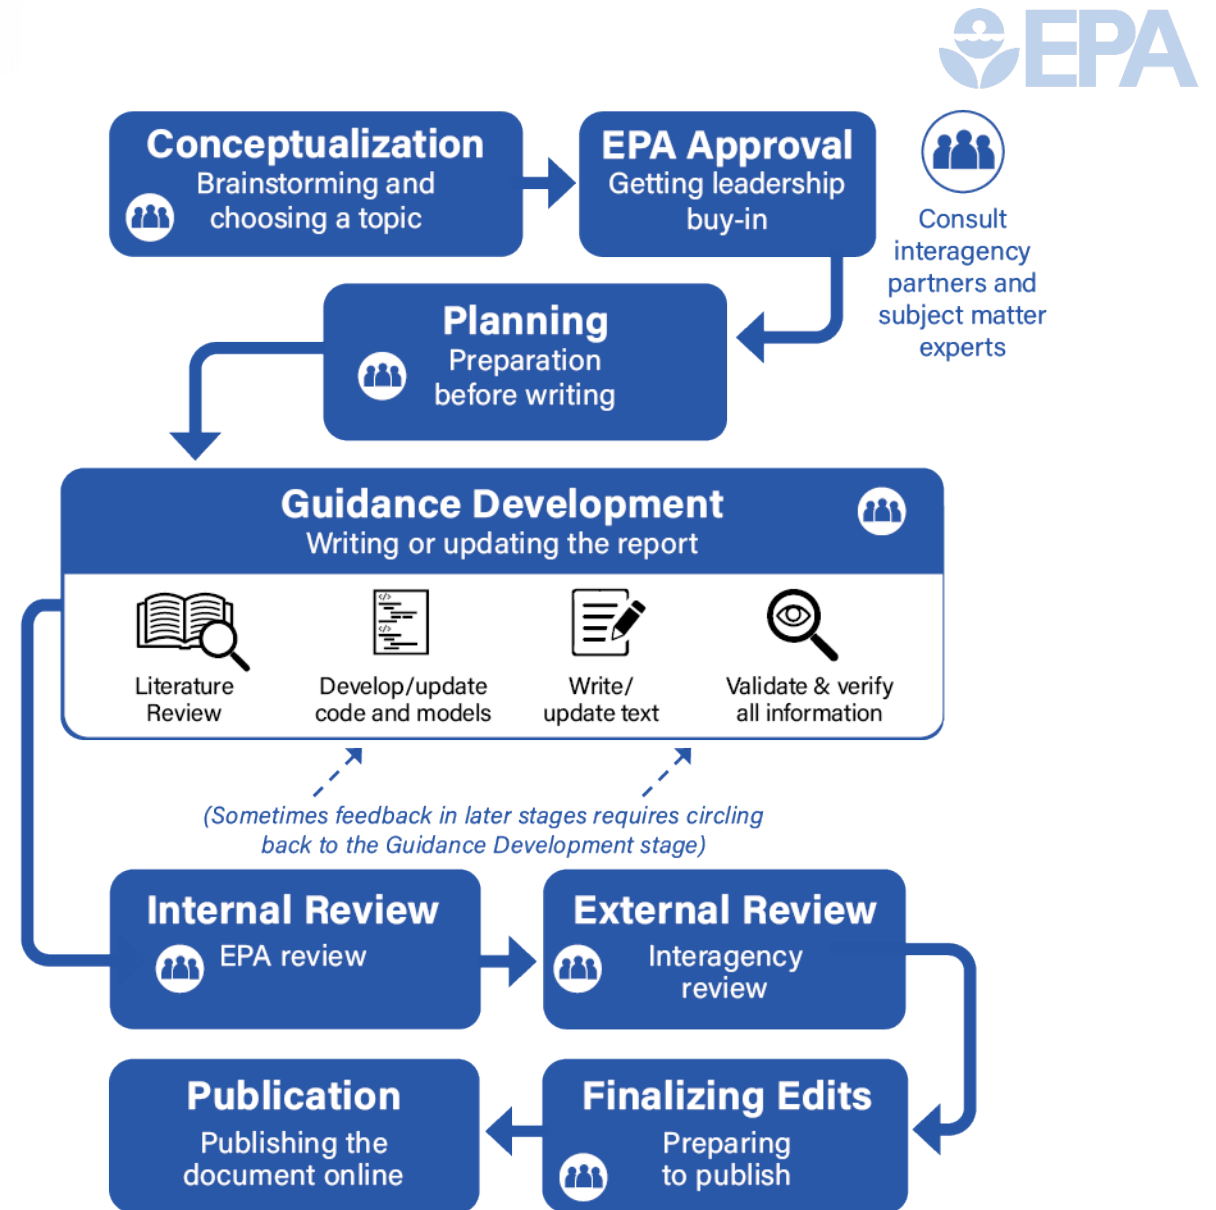 EPA
Conceptualization
Brainstorming and
choosing a topic
EPA Approval
Getting leadership
buy-in
Consult
interagency
partners and
subject matter
experts
Planning
Preparation
before writing
Guidance Development
Writing or updating the report
Literature
Review
Develop/update
code and models
Write/
update text
Validate & verify
all information
(Sometimes feedback in later stages requires circling
back to the Guidance Development stage)
Internal Review
EPA review
External Review
Interagency
review
Publication
Publishing the
document online
Finalizing Edits
Preparing
to publish